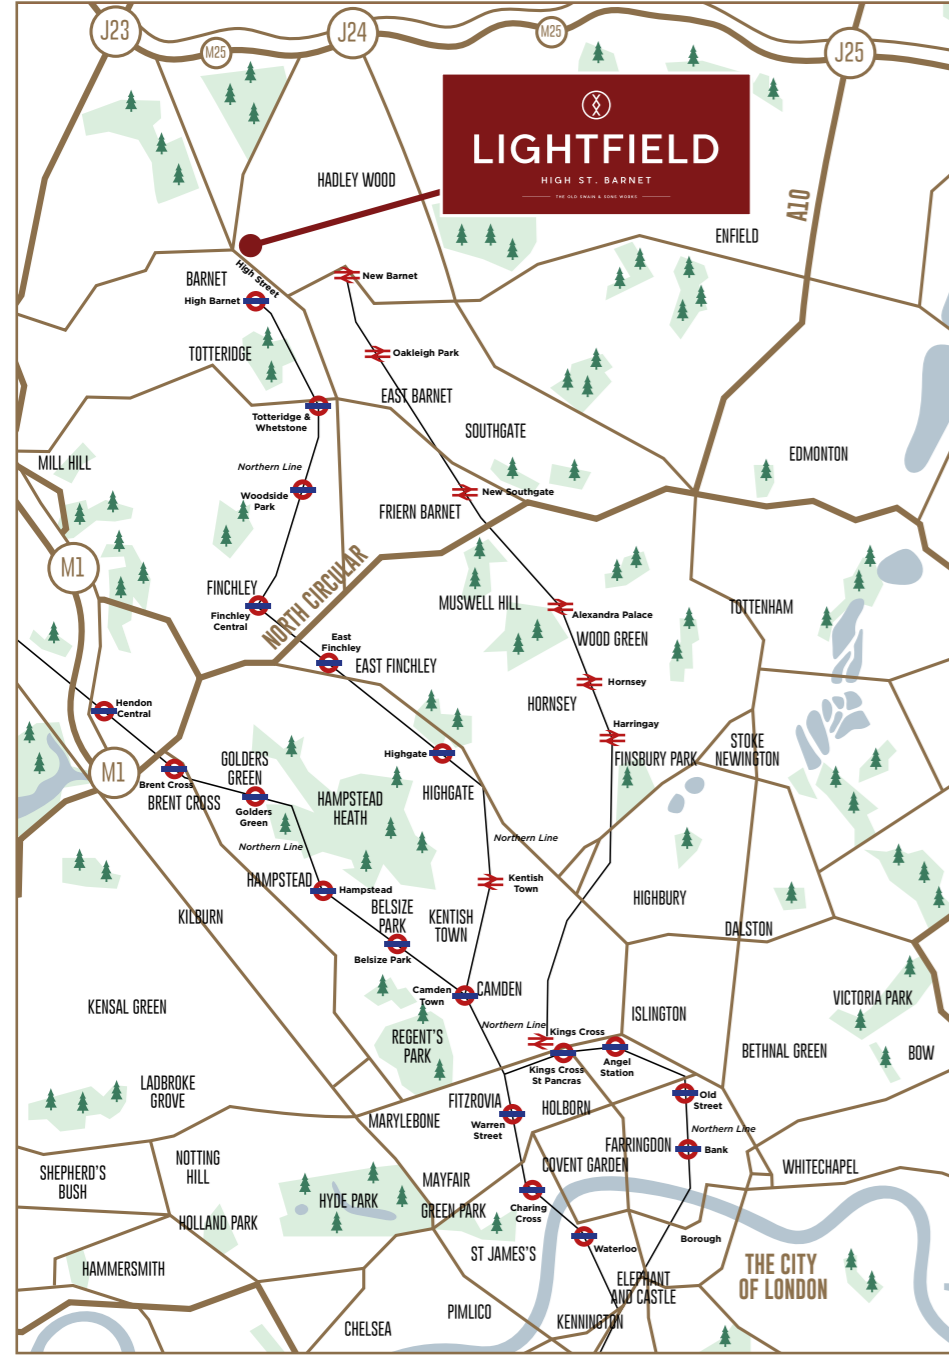 J23
M25
J24
M25
J25
LIGHTFIELD
HIGH ST. BARNET
THE OLD SWAIN & SONS WORKS
HADLEY WOOD
A10
ENFIELD
BARNET
High Street
New Barnet
High Barnet
TOTTERIDGE
Oakleigh Park
EAST BARNET
Totteridge &
Whetstone
SOUTHGATE
EDMONTON
MILL HILL
Northern Line
Woodside
Park
New Southgate
FRIERN BARNET
M1
NORTH CIRCULAR
FINCHLEY
Finchley
Central
MUSWELL HILL
Alexandra Palace
TOTTENHAM
East
Finchley
WOOD GREEN
EAST FINCHLEY
Hornsey
Hendon
Central
HORNSEY
Harringay
STOKE
NEWINGTON
FINSBURY PARK
Highgate
GOLDERS
GREEN
M1
Brent Cross
BRENT CROSS
HIGHGATE
HAMPSTEAD
HEATH
Golders
Green
Northern Line
Northern Line
HAMPSTEAD
Hampstead
Kentish
Town
HIGHBURY
BELSIZE
PARK
KENTISH
TOWN
KILBURN
DALSTON
Belsize Park
Camden
Town
CAMDEN
KENSAL GREEN
VICTORIA PARK
ISLINGTON
Northern Line
Kings Cross
REGENT'S
PARK
BETHNAL GREEN
BOW
Kings Cross
St Pancras
Angel
Station
LADBROKE
GROVE
FITZROVIA
HOLBORN
Old
Street
MARYLEBONE
Warren
Street
Northern Line
FARRINGDON
Bank
NOTTING
HILL
COVENT GARDEN
WHITECHAPEL
SHEPHERD'S
BUSH
MAYFAIR
HYDE PARK
GREEN PARK
Charing
Cross
HOLLAND PARK
Borough
Waterloo
ST JAMES'S
THE CITY
OF LONDON
HAMMERSMITH
ELEPHANT
AND CASTLE
PIMLICO
KENNINGTON
CHELSEA